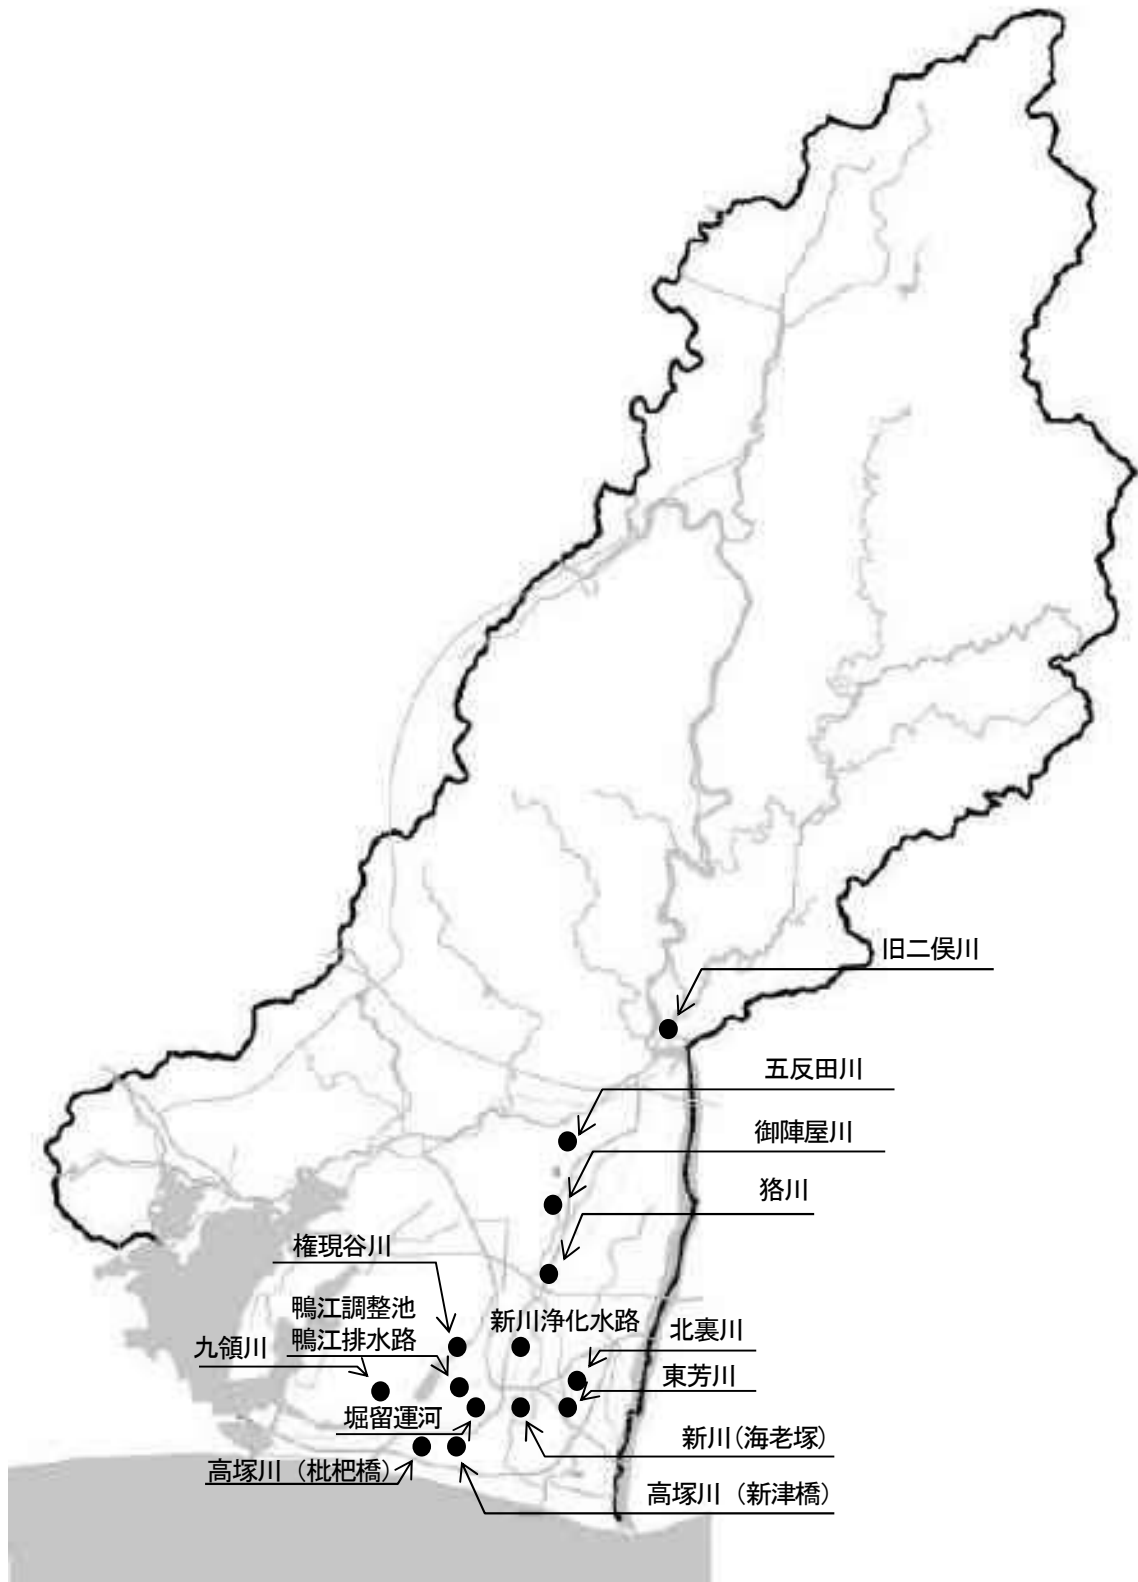 旧二俣川
五反田川
御陣屋川
狢川
権現谷川
鴨江調整池
鴨江排水路
新川浄化水路
北裏川
九領川
東芳川
堀留運河
新川(海老塚)
高塚川（枇杷橋）
高塚川（新津橋）